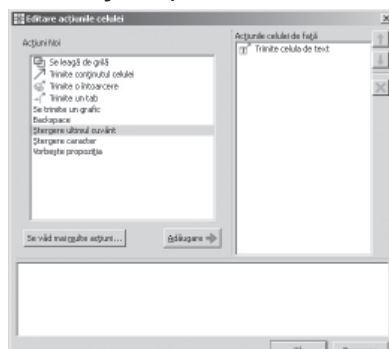 Editare acțiunile celulei
Acțiuni Noi
Se leagă de grilă
Trimite conținutul celulei
Trimite o întoarcere
Trimite un tab
Se trimite un grafic
Backspace
Ștergere ultimul cuvânt
Ștergere caracter
Vorbește propoziția
Se văd mai multe acțiuni...
Adăugare
Acțiunile celulei de față
Trimite celula de text